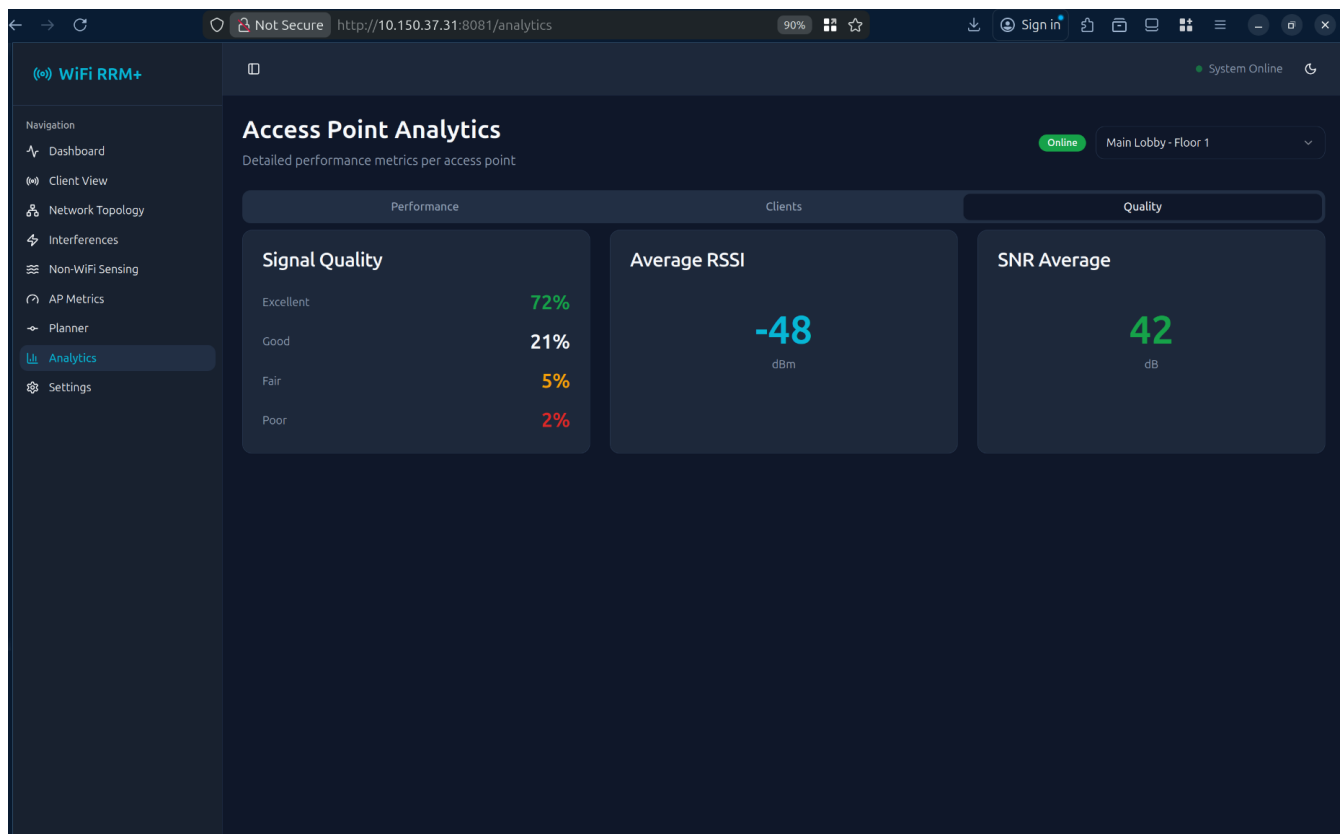 Not Secure http://10.150.37.31:8081/analytics 90% Sign in
WiFi RRM+
System Online
Navigation
Dashboard
Client View
Network Topology
Interferences
Non-WiFi Sensing
AP Metrics
Planner
Analytics
Settings
Access Point Analytics
Detailed performance metrics per access point
Online Main Lobby - Floor 1
Performance Clients Quality
Signal Quality
Excellent 72%
Good 21%
Fair 5%
Poor 2%
Average RSSI
-48
dBm
SNR Average
42
dB